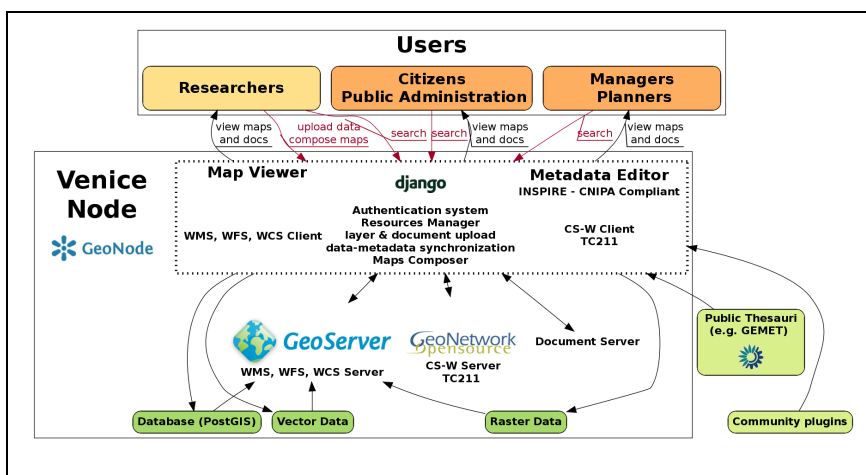 Users
Researchers
Citizens
Public Administration
Managers
Planners
view maps
and docs
upload data
compose maps
search
search
view maps
and docs
search
view maps
and docs
Venice
Node
GeoNode
Map Viewer
WMS, WFS, WCS Client
django
Authentication system
Resources Manager
layer & document upload
data-metadata synchronization
Maps Composer
Metadata Editor
INSPIRE - CNIPA Compliant
CS-W Client
TC211
GeoServer
WMS, WFS, WCS Server
GeoNetwork
Opensource
CS-W Server
TC211
Document Server
Public Thesauri
(e.g. GEMET)
Database (PostGIS)
Vector Data
Raster Data
Community plugins